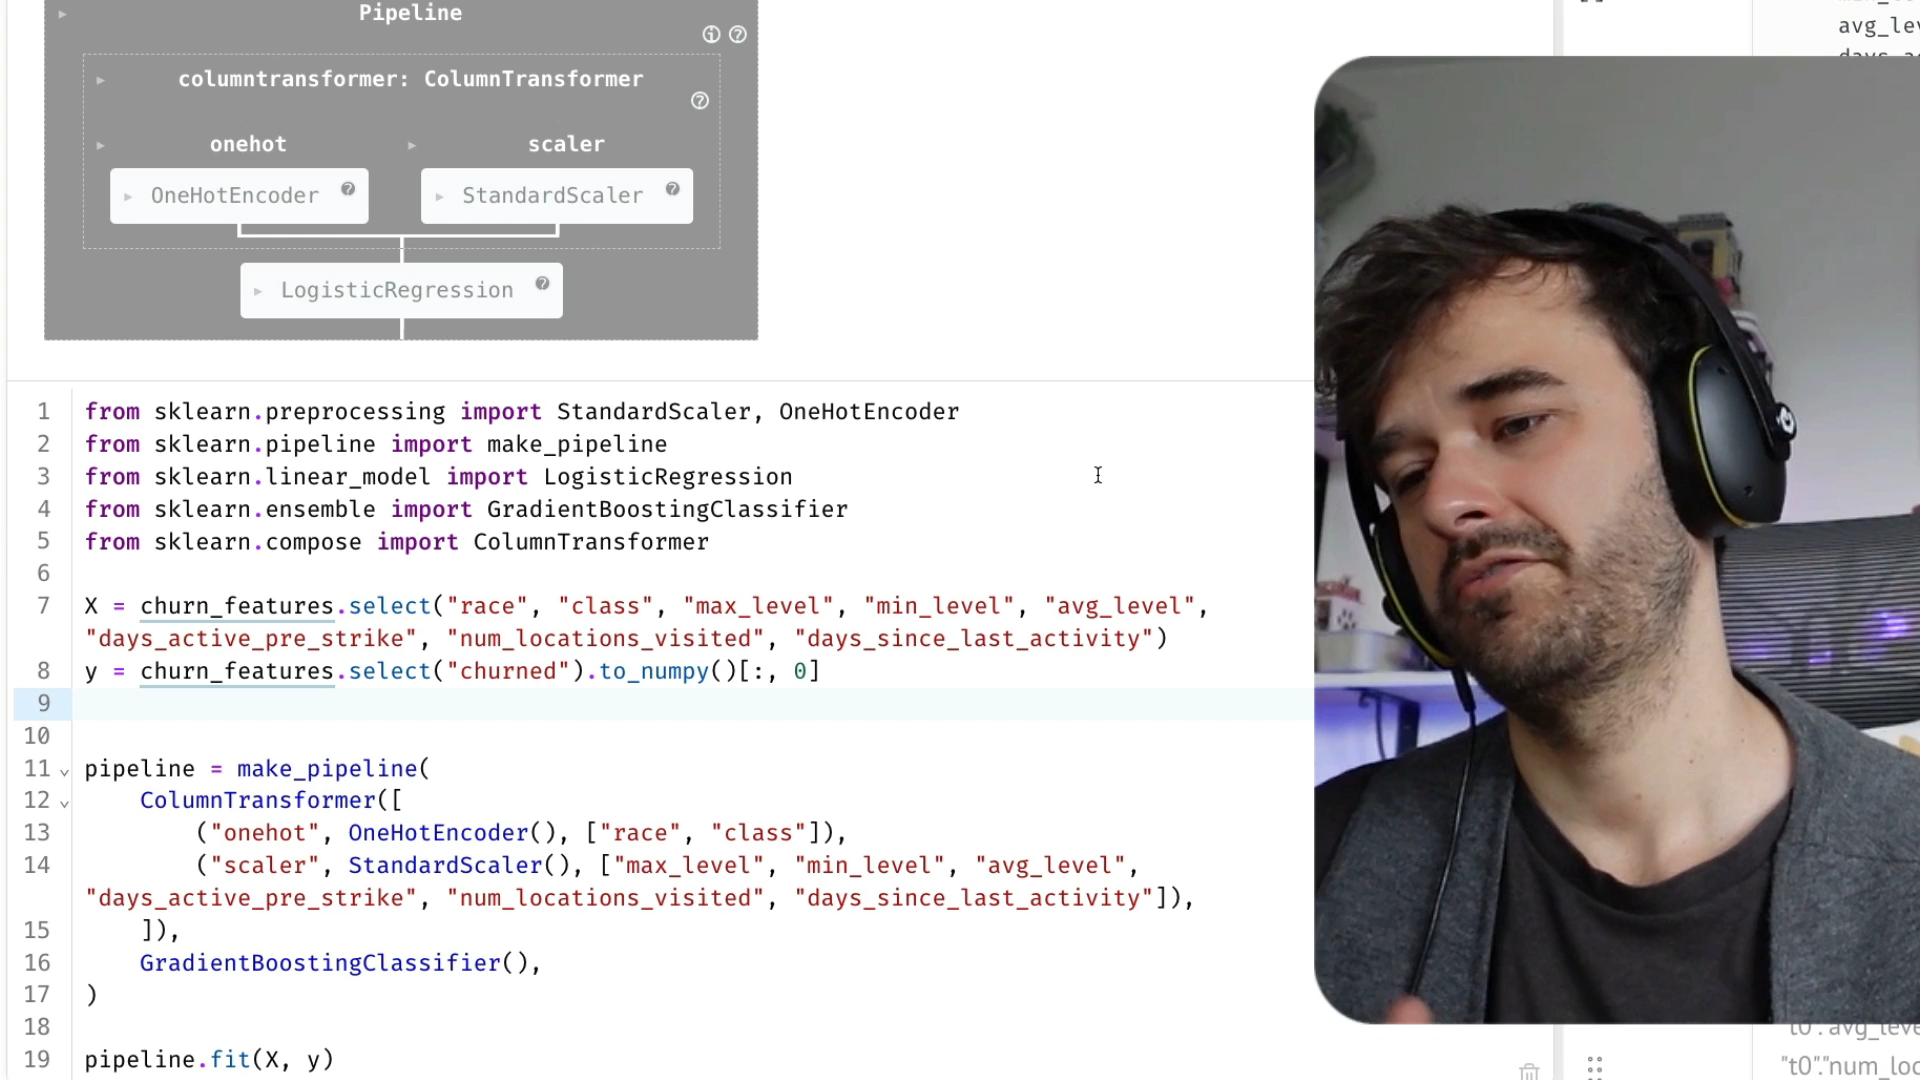 Pipeline
columntransformer: ColumnTransformer
onehot scaler
OneHotEncoder StandardScaler
LogisticRegression
1 from sklearn.preprocessing import StandardScaler, OneHotEncoder
2 from sklearn.pipeline import make_pipeline
3 from sklearn.linear_model import LogisticRegression
4 from sklearn.ensemble import GradientBoostingClassifier
5 from sklearn.compose import ColumnTransformer
6
7 X = churn_features.select("race", "class", "max_level", "min_level", "avg_level",
"days_active_pre_strike", "num_locations_visited", "days_since_last_activity")
8 y = churn_features.select("churned").to_numpy()[:, 0]
9
10
11 pipeline = make_pipeline(
12 ColumnTransformer([
13 ("onehot", OneHotEncoder(), ["race", "class"]),
14 ("scaler", StandardScaler(), ["max_level", "min_level", "avg_level",
"days_active_pre_strike", "num_locations_visited", "days_since_last_activity"]),
15 ]),
16 GradientBoostingClassifier(),
17 )
18
19 pipeline.fit(X, y)
avg_lev
"t0"."num_loc